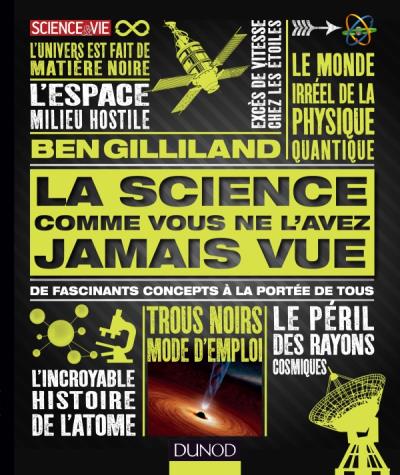 SCIENCE & VIE
L'UNIVERS EST FAIT DE
MATIÈRE NOIRE
L'ESPACE
MILIEU HOSTILE
EXCÈS DE VITESSE
CHEZ LES ÉTOILES
LE MONDE
IRRÉEL DE LA
PHYSIQUE
QUANTIQUE
BEN GILLILAND
LA SCIENCE
COMME VOUS NE L'AVEZ
JAMAIS VUE
DE FASCINANTS CONCEPTS À LA PORTÉE DE TOUS
TROUS NOIRS
MODE D'EMPLOI
LE PÉRIL
DES RAYONS
COSMIQUES
L'INCROYABLE
HISTOIRE
DE L'ATOME
DUNOD